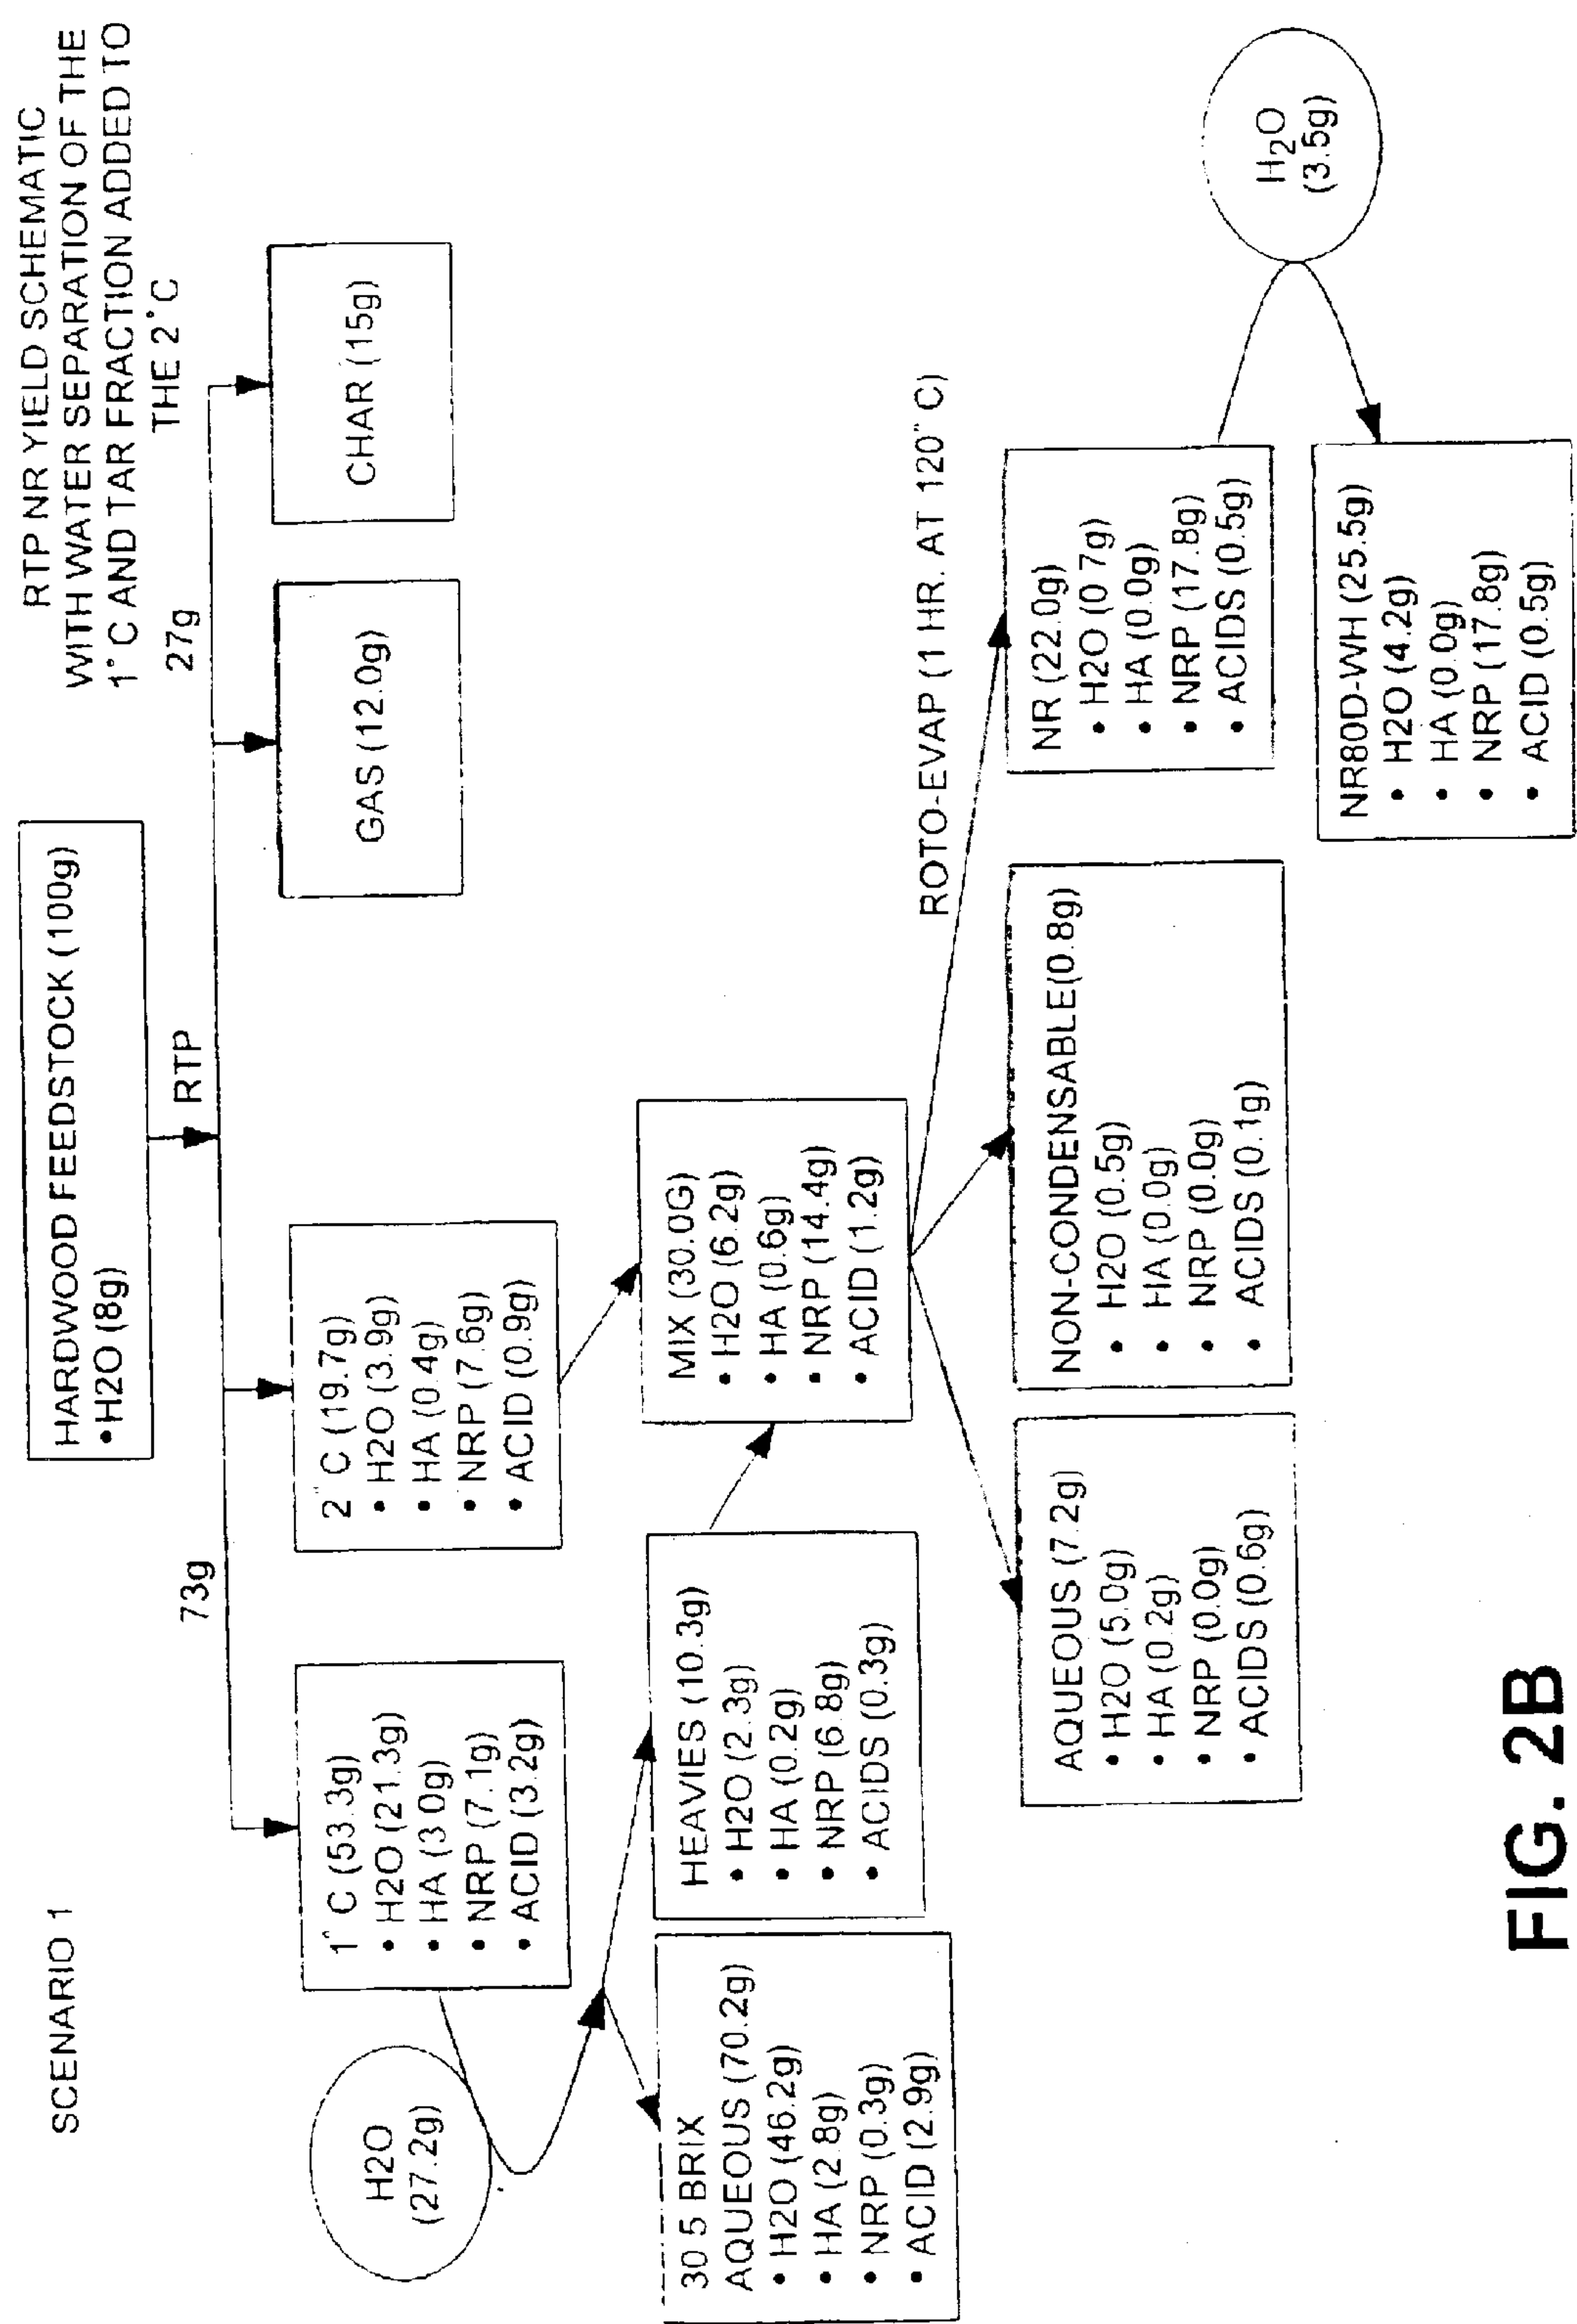 SCENARIO 1
RTP NR YIELD SCHEMATIC
WITH WATER SEPARATION OF THE
1°C AND TAR FRACTION ADDED TO
THE 2°C
HARDWOOD FEEDSTOCK (100g)
•H2O (8g)
RTP
73g
27g
1" C (53.3g)
• H2O (21.3g)
• HA (3 0g)
• NRP (7.1g)
• ACID (3.2g)
2" C (19.7g)
• H2O (3.9g)
• HA (0.4g)
• NRP (7.6g)
• ACID (0.9g)
GAS (12.0g)
CHAR (15g)
H2O
(27.2g)
30 5 BRIX
AQUEOUS (70.2g)
• H2O (46.2g)
• HA (2.8g)
• NRP (0.3g)
• ACID (2.9g)
HEAVIES (10.3g)
• H2O (2.3g)
• HA (0.2g)
• NRP (6.8g)
• ACIDS (0.3g)
MIX (30.0G)
• H2O (6.2g)
• HA (0.6g)
• NRP (14.4g)
• ACID (1.2g)
ROTO-EVAP (1 HR. AT 120" C)
AQUEOUS (7.2g)
• H2O (5.0g)
• HA (0.2g)
• NRP (0.0g)
• ACIDS (0.6g)
NON-CONDENSABLE(0.8g)
• H2O (0.5g)
• HA (0.0g)
• NRP (0.0g)
• ACIDS (0.1g)
NR (22.0g)
• H2O (0 7g)
• HA (0.0g)
• NRP (17.8g)
• ACIDS (0.5g)
H2O
(3.5g)
NR80D-WH (25.5g)
• H2O (4.2g)
• HA (0.0g)
• NRP (17.8g)
• ACID (0.5g)
FIG. 2B